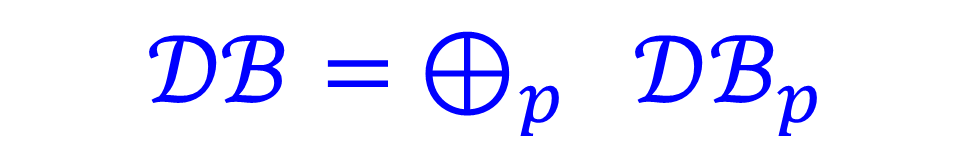 𝒟ℬ = ⊕ₚ 𝒟ℬₚ